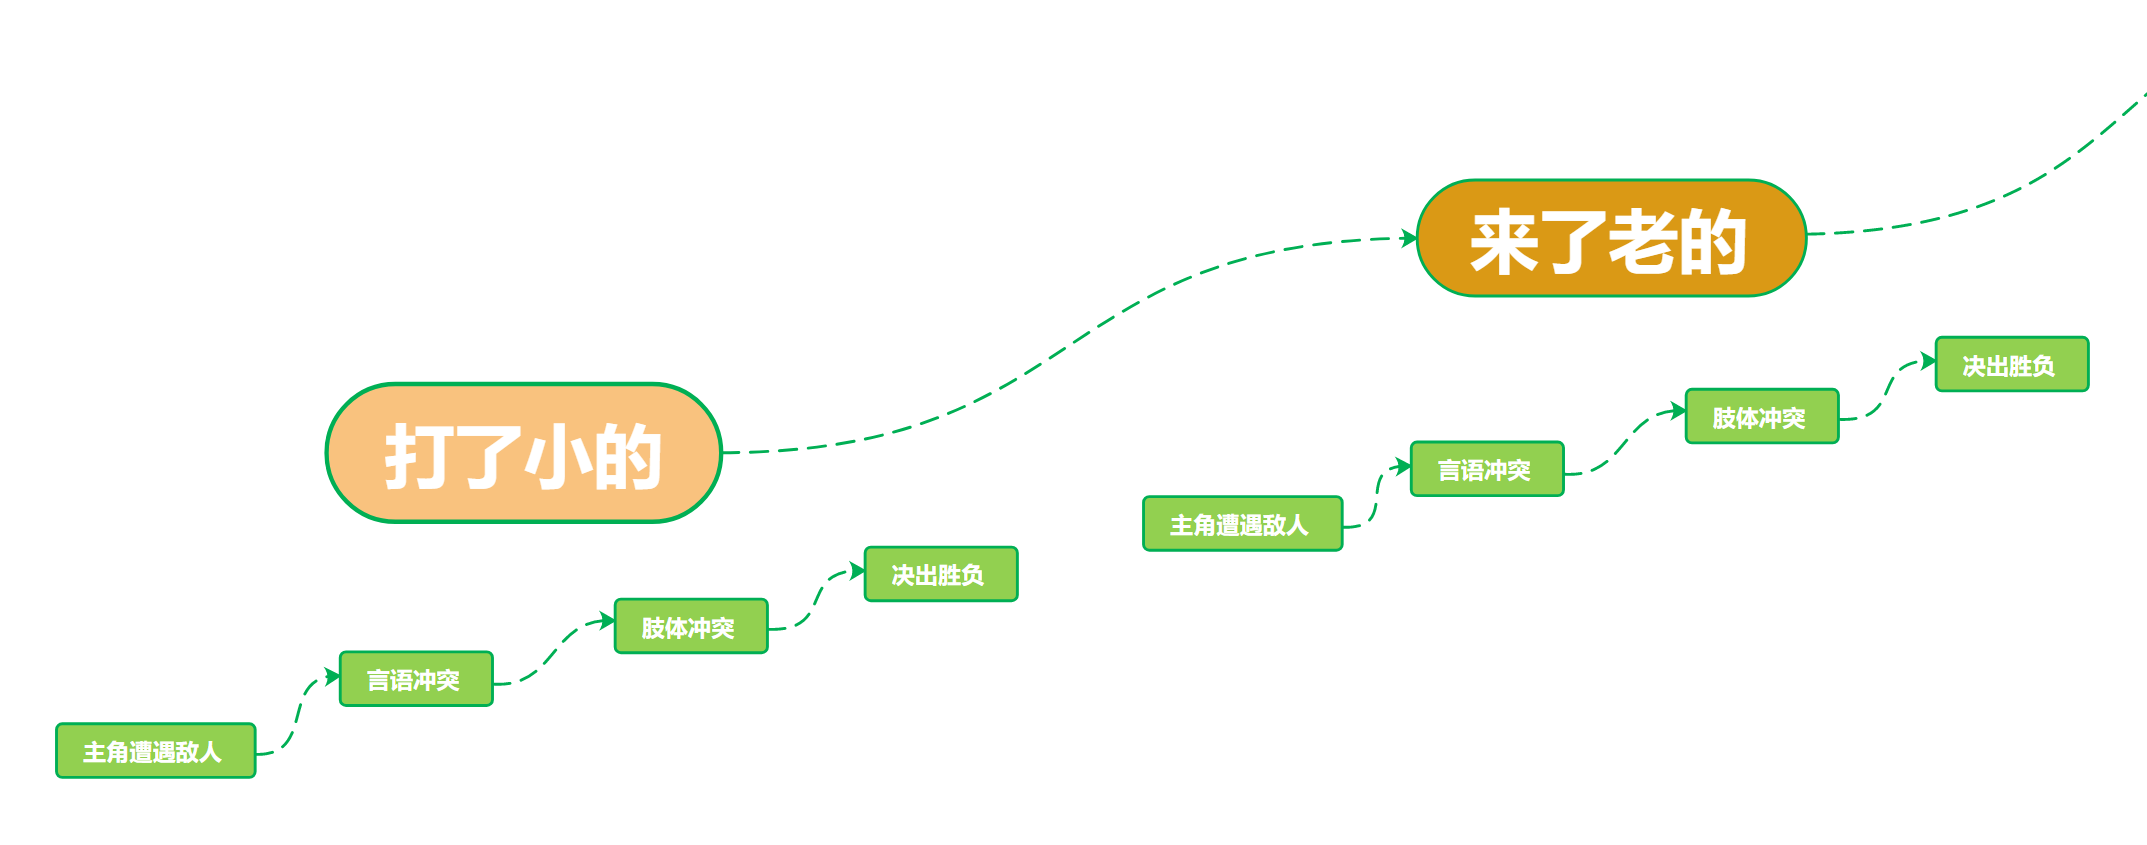 打了小的
主角遭遇敌人
言语冲突
肢体冲突
决出胜负
来了老的
主角遭遇敌人
言语冲突
肢体冲突
决出胜负